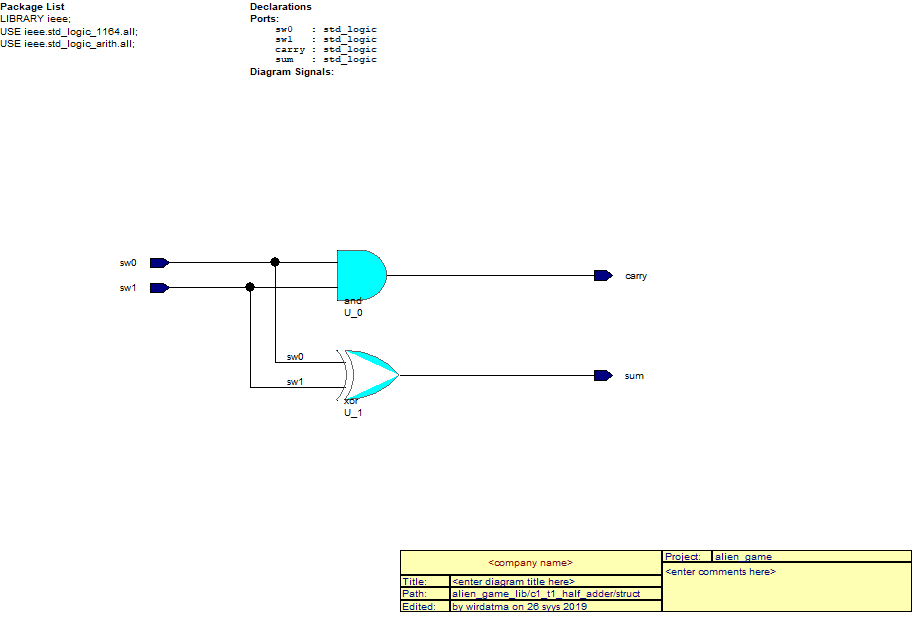 Package List
LIBRARY ieee;
USE ieee.std_logic_1164.all;
USE ieee.std_logic_arith.all;
Declarations
Ports:
sw0 : std_logic
sw1 : std_logic
carry : std_logic
sum : std_logic
Diagram Signals:
sw0
sw1
and
U_0
carry
sw0
sw1
xor
U_1
sum
<company name>
Title: <enter diagram title here>
Path: alien_game_lib/c1_t1_half_adder/struct
Edited: by wirdatma on 26 syys 2019
Project: alien_game
<enter comments here>